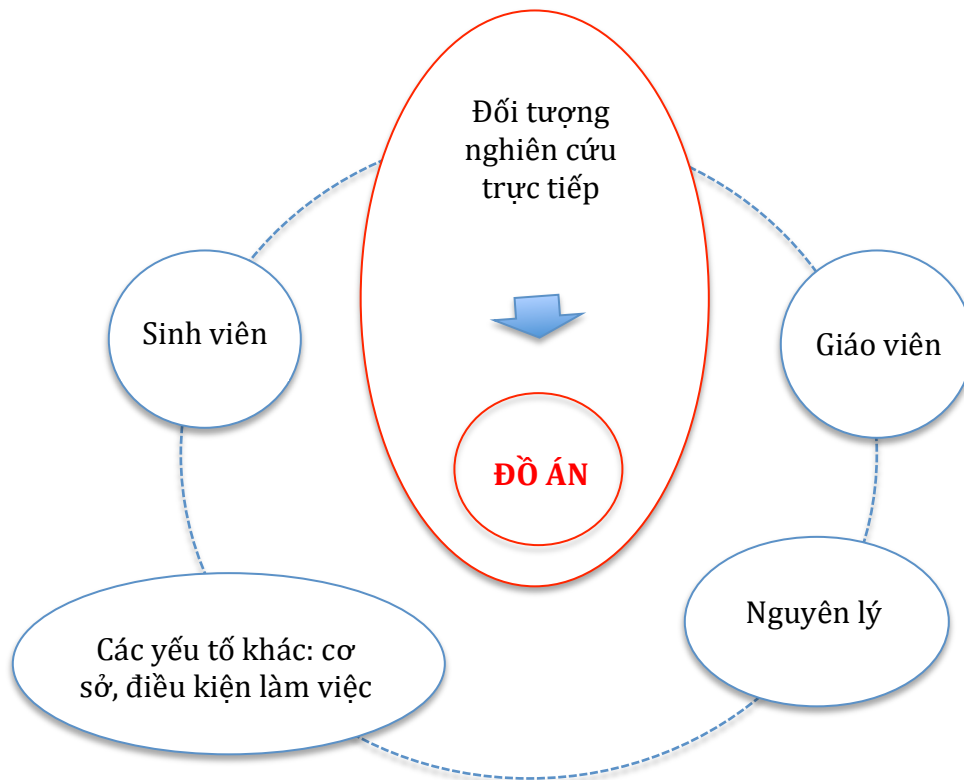 Đối tượng
nghiên cứu
trực tiếp
Sinh viên
Giáo viên
ĐỒ ÁN
Nguyên lý
Các yếu tố khác: cơ
sở, điều kiện làm việc